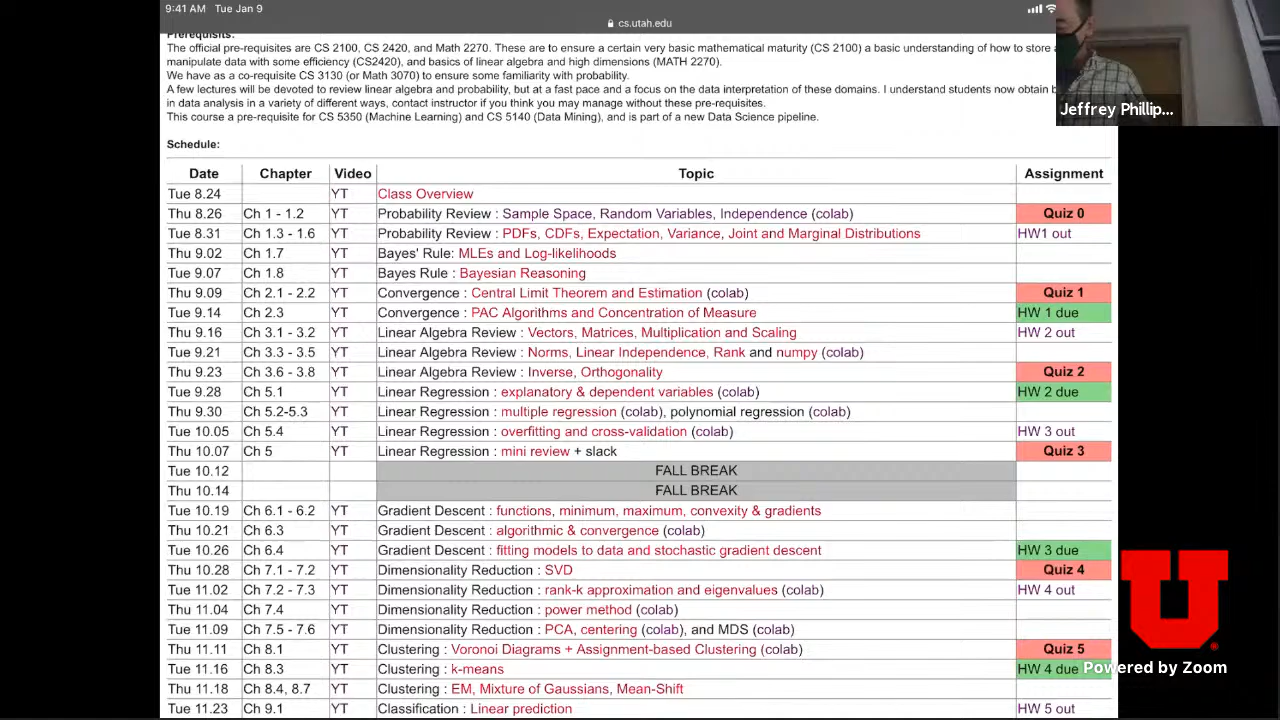 9:41 AM Tue Jan 9
cs.utah.edu
Prerequisits:
The official pre-requisites are CS 2100, CS 2420, and Math 2270. These are to ensure a certain very basic mathematical maturity (CS 2100) a basic understanding of how to store
manipulate data with some efficiency (CS2420), and basics of linear algebra and high dimensions (MATH 2270).
We have as a co-requisite CS 3130 (or Math 3070) to ensure some familiarity with probability.
A few lectures will be devoted to review linear algebra and probability, but at a fast pace and a focus on the data interpretation of these domains. I understand students now obtain
in data analysis in a variety of different ways, contact instructor if you think you may manage without these pre-requisites.
This course a pre-requisite for CS 5350 (Machine Learning) and CS 5140 (Data Mining), and is part of a new Data Science pipeline.
Jeffrey Phillip...
Schedule:
Date Chapter Video Topic Assignment
Tue 8.24 YT Class Overview
Thu 8.26 Ch 1 - 1.2 YT Probability Review : Sample Space, Random Variables, Independence (colab) Quiz 0
Tue 8.31 Ch 1.3 - 1.6 YT Probability Review : PDFs, CDFs, Expectation, Variance, Joint and Marginal Distributions HW1 out
Thu 9.02 Ch 1.7 YT Bayes' Rule: MLEs and Log-likelihoods
Tue 9.07 Ch 1.8 YT Bayes Rule : Bayesian Reasoning
Thu 9.09 Ch 2.1 - 2.2 YT Convergence : Central Limit Theorem and Estimation (colab) Quiz 1
Tue 9.14 Ch 2.3 YT Convergence : PAC Algorithms and Concentration of Measure HW 1 due
Thu 9.16 Ch 3.1 - 3.2 YT Linear Algebra Review : Vectors, Matrices, Multiplication and Scaling HW 2 out
Tue 9.21 Ch 3.3 - 3.5 YT Linear Algebra Review : Norms, Linear Independence, Rank and numpy (colab)
Thu 9.23 Ch 3.6 - 3.8 YT Linear Algebra Review : Inverse, Orthogonality Quiz 2
Tue 9.28 Ch 5.1 YT Linear Regression : explanatory & dependent variables (colab) HW 2 due
Thu 9.30 Ch 5.2-5.3 YT Linear Regression : multiple regression (colab), polynomial regression (colab)
Tue 10.05 Ch 5.4 YT Linear Regression : overfitting and cross-validation (colab) HW 3 out
Thu 10.07 Ch 5 YT Linear Regression : mini review + slack Quiz 3
Tue 10.12 FALL BREAK
Thu 10.14 FALL BREAK
Tue 10.19 Ch 6.1 - 6.2 YT Gradient Descent : functions, minimum, maximum, convexity & gradients
Thu 10.21 Ch 6.3 YT Gradient Descent : algorithmic & convergence (colab)
Tue 10.26 Ch 6.4 YT Gradient Descent : fitting models to data and stochastic gradient descent HW 3 due
Thu 10.28 Ch 7.1 - 7.2 YT Dimensionality Reduction : SVD Quiz 4
Tue 11.02 Ch 7.2 - 7.3 YT Dimensionality Reduction : rank-k approximation and eigenvalues (colab) HW 4 out
Thu 11.04 Ch 7.4 YT Dimensionality Reduction : power method (colab)
Tue 11.09 Ch 7.5 - 7.6 YT Dimensionality Reduction : PCA, centering (colab), and MDS (colab)
Thu 11.11 Ch 8.1 YT Clustering : Voronoi Diagrams + Assignment-based Clustering (colab) Quiz 5
Tue 11.16 Ch 8.3 YT Clustering : k-means HW 4 due
Powered by Zoom
Thu 11.18 Ch 8.4, 8.7 YT Clustering : EM, Mixture of Gaussians, Mean-Shift
Tue 11.23 Ch 9.1 YT Classification : Linear prediction HW 5 out